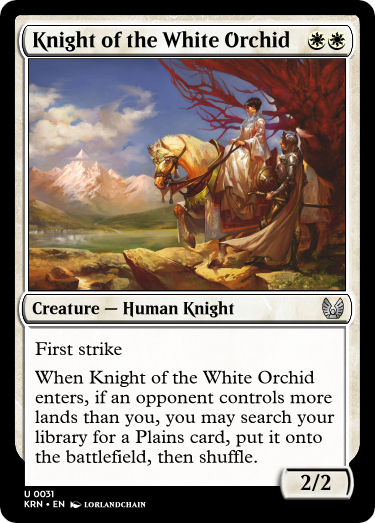 Knight of the White Orchid
Creature — Human Knight
First strike
When Knight of the White Orchid
enters, if an opponent controls more
lands than you, you may search your
library for a Plains card, put it onto
the battlefield, then shuffle.
2/2
U 0031
KRN • EN LORLANDCHAIN